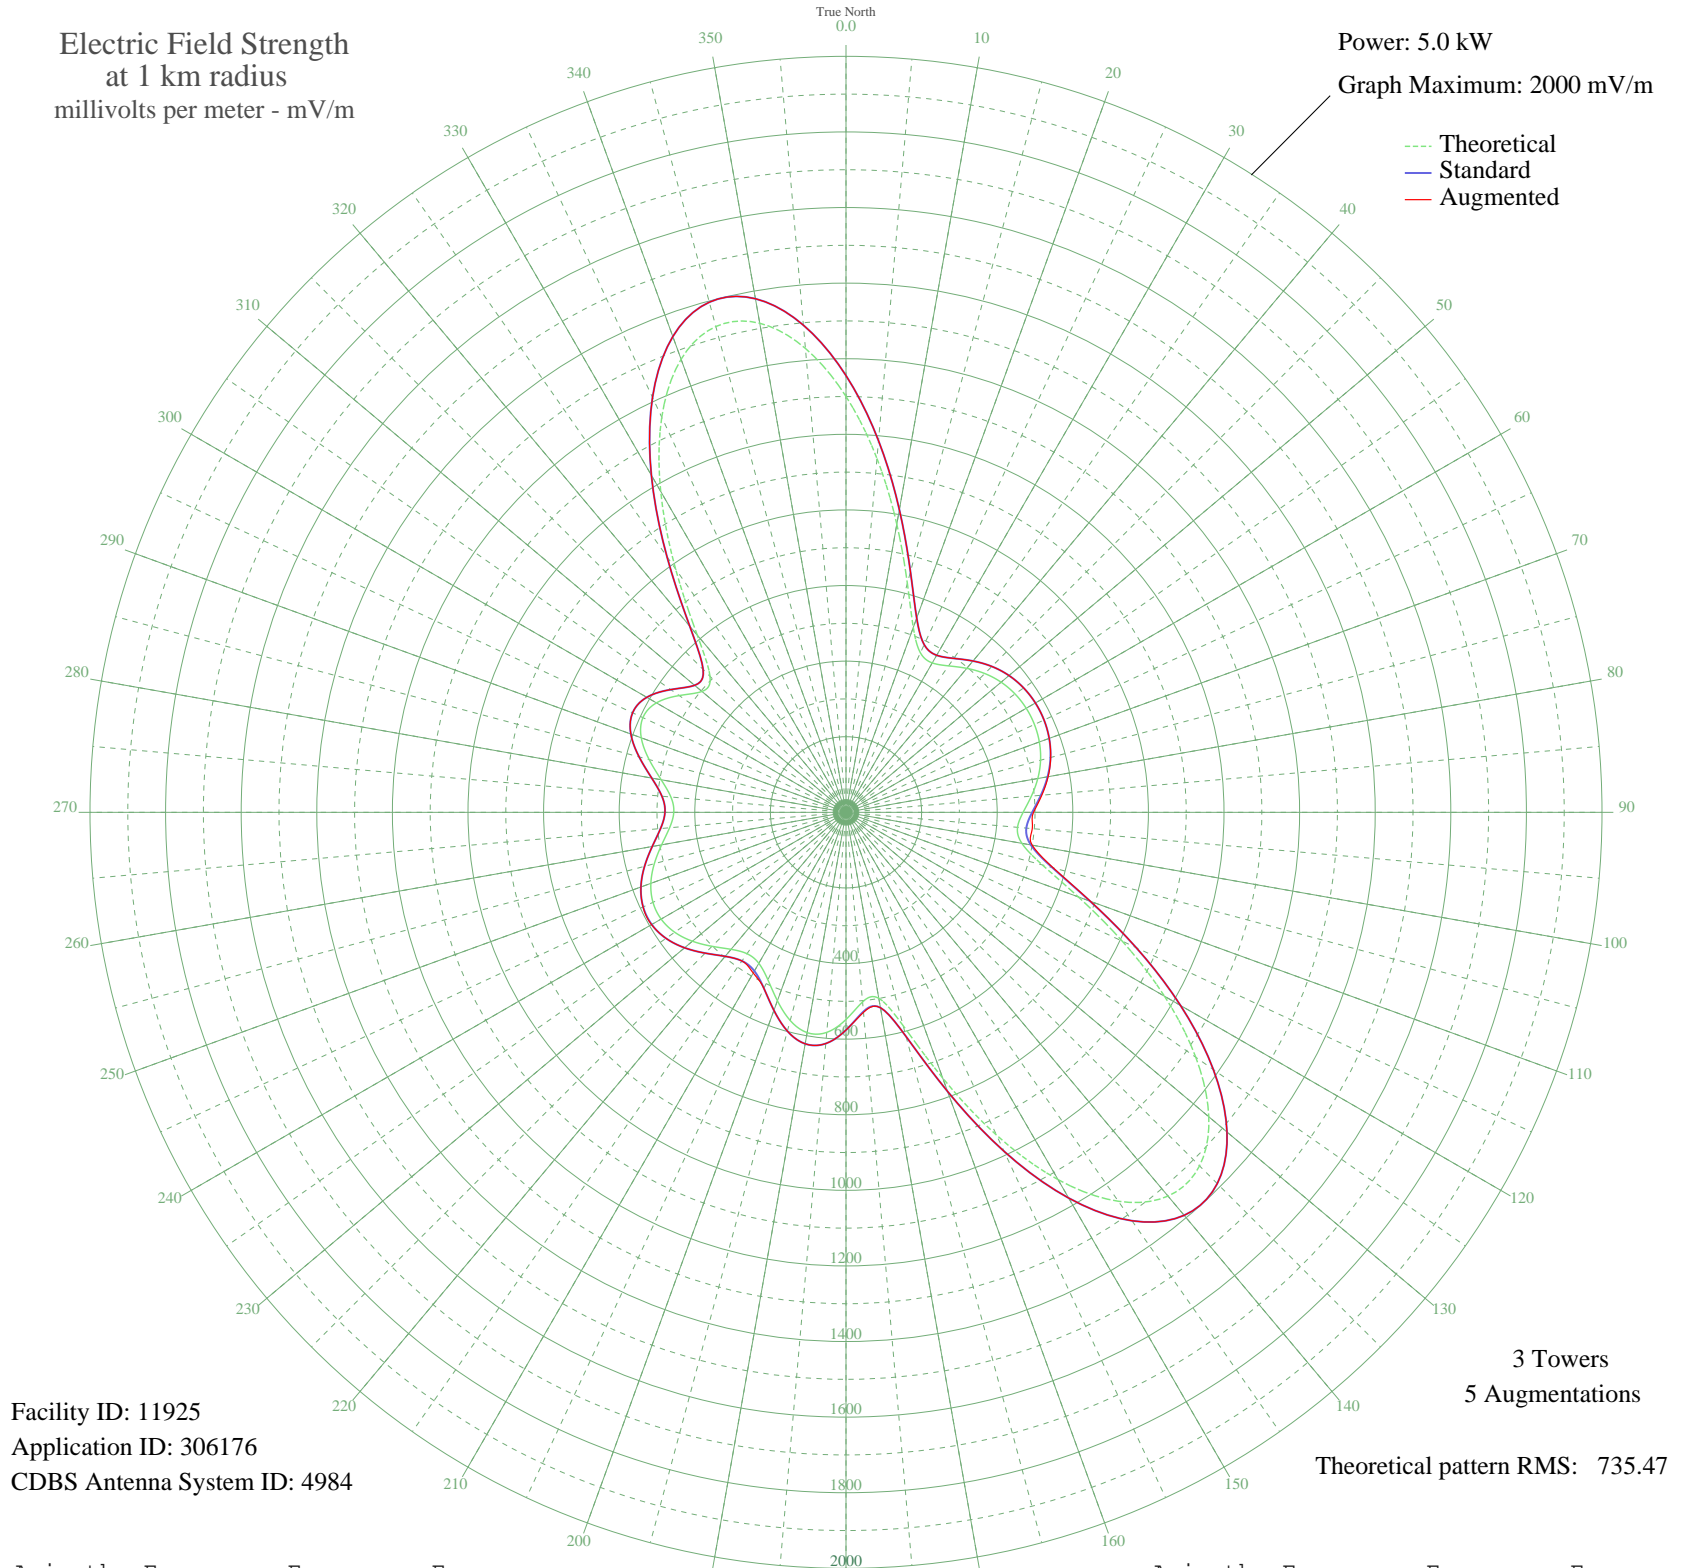 True North
Electric Field Strength
at 1 km radius
millivolts per meter - mV/m
Power: 5.0 kW
Graph Maximum: 2000 mV/m
Theoretical
Standard
Augmented
0.0
10
20
30
40
50
60
70
80
90
100
110
120
130
140
150
160
200
210
220
230
240
250
260
270
280
290
300
310
320
330
340
350
400
600
800
1000
1200
1400
1600
1800
2000
3 Towers
5 Augmentations
Theoretical pattern RMS: 735.47
Facility ID: 11925
Application ID: 306176
CDBS Antenna System ID: 4984